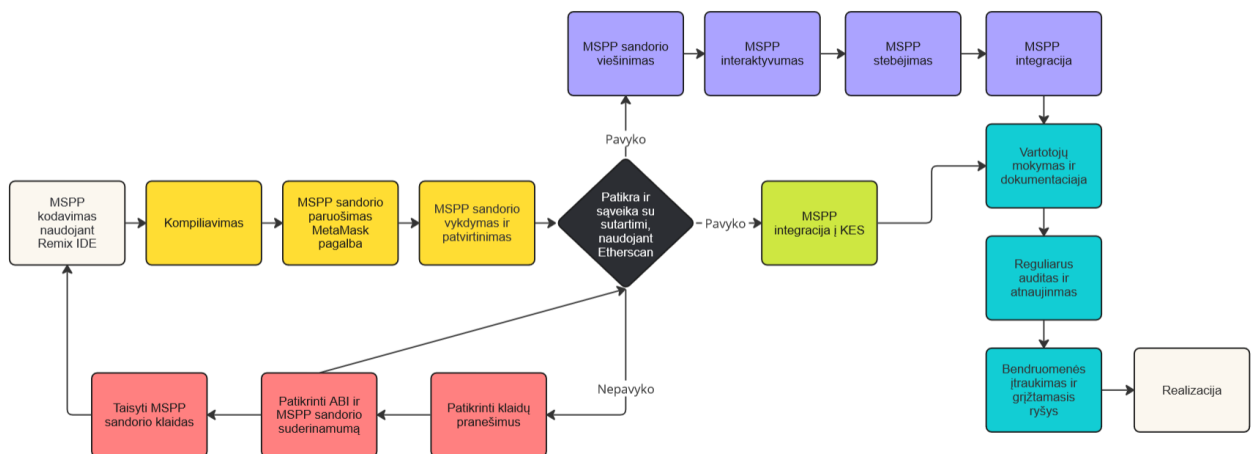 MSPP sandorio
viešinimas
MSPP
interaktyvumas
MSPP
stebėjimas
MSPP
integracija
Pavyko
MSPP
kodavimas
naudojant
Remix IDE
Kompiliavimas
MSPP sandorio
paruošimas
MetaMask
pagalba
MSPP sandorio
vykdymas ir
patvirtinimas
Patikra ir
sąveika su
sutartimi,
naudojant
Etherscan
Pavyko
MSPP
integracija į KES
Vartotojų
mokymas ir
dokumentaciaja
Reguliarus
auditas ir
atnaujinmas
Nepavyko
Taisyti MSPP
sandorio klaidas
Patikrinti ABI ir
MSPP sandorio
suderinamumą
Patikrinti klaidų
pranešimus
Bendruomenės
įtraukimas ir
grįžtamasis
ryšys
Realizacija